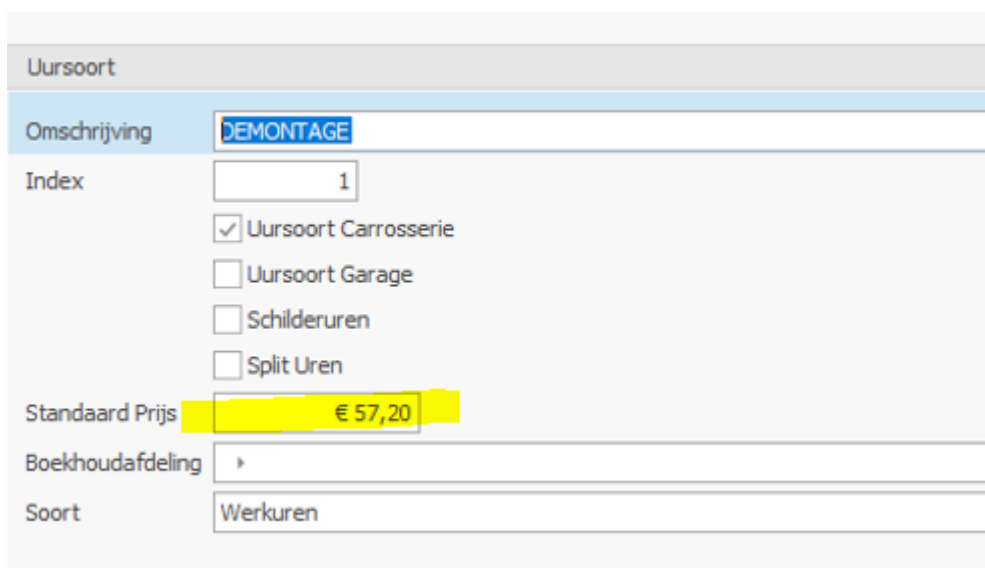 Uursoort
Omschrijving DEMONTAGE
Index 1
Uursoort Carrosserie
Uursoort Garage
Schilderuren
Split Uren
Standaard Prijs € 57,20
Boekhoudafdeling
Soort Werkuren